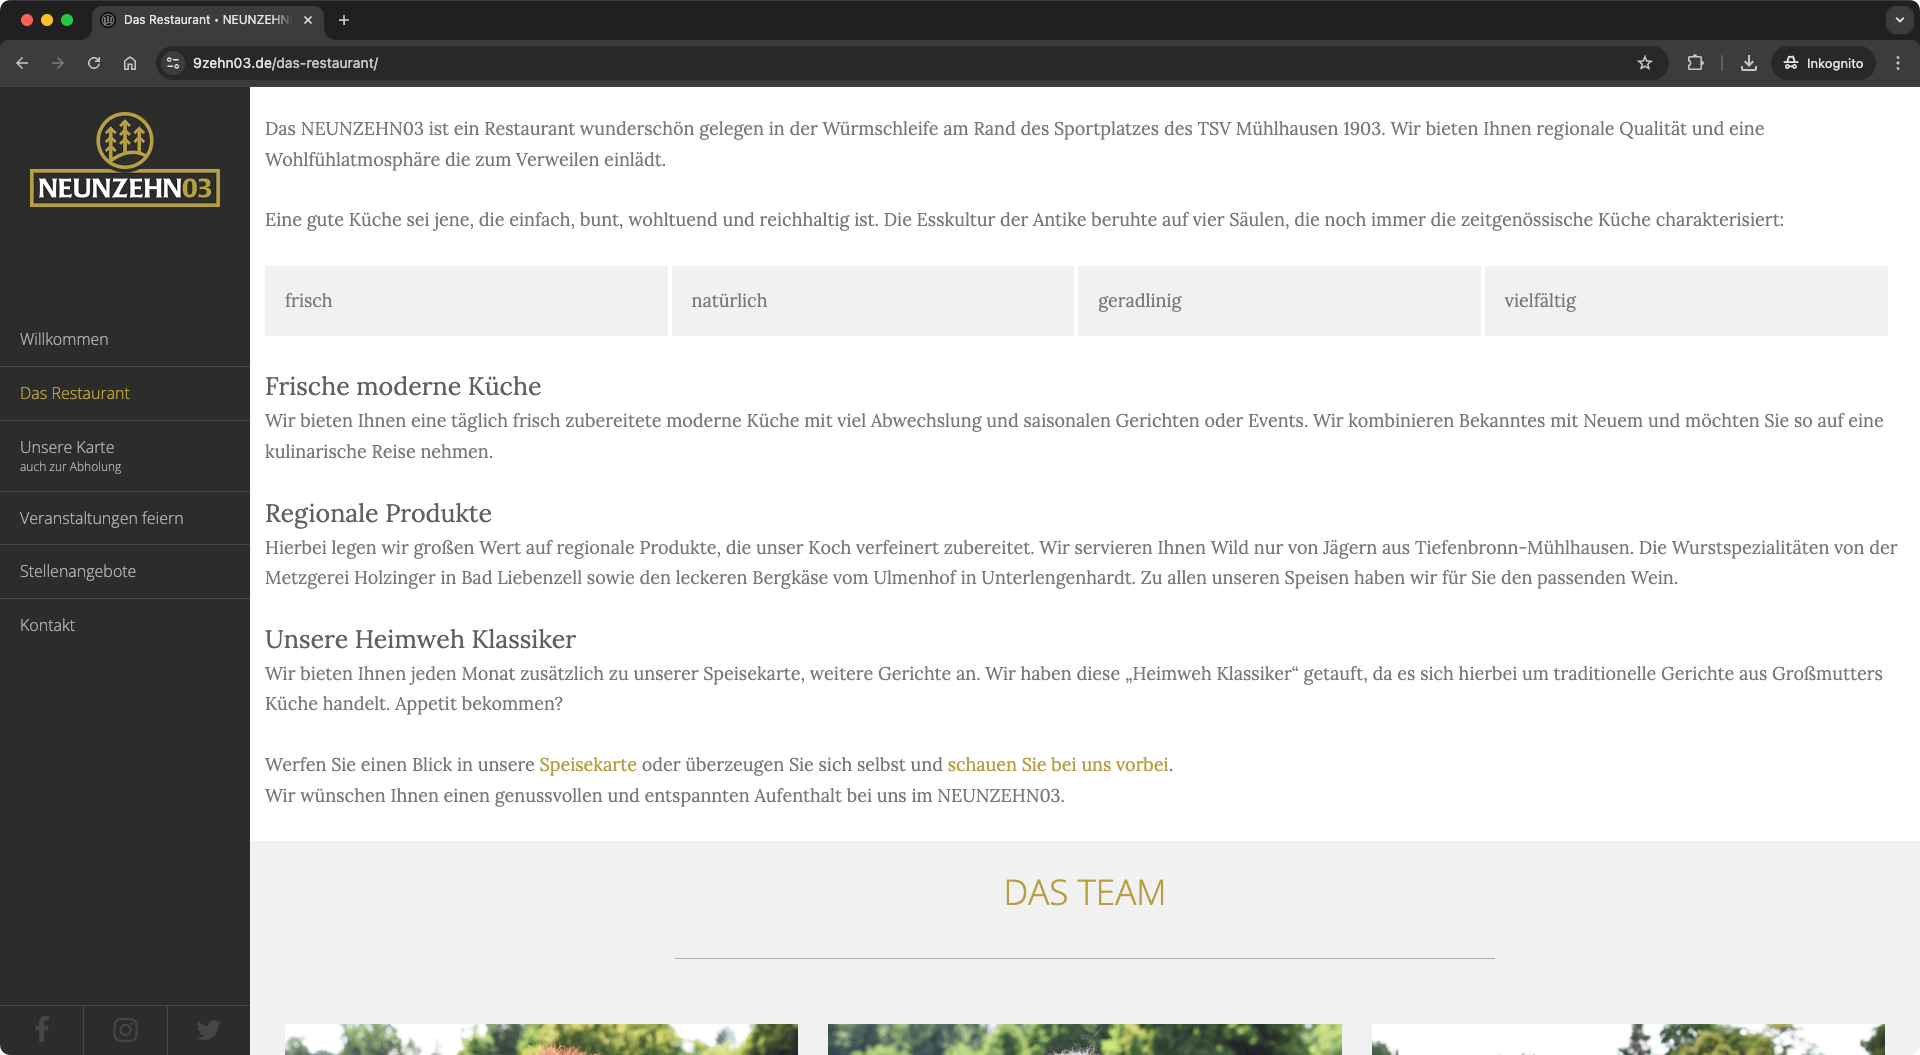 Das Restaurant • NEUNZEHN
9zehn03.de/das-restaurant/
Inkognito
NEUNZEHN03
Willkommen
Das Restaurant
Unsere Karte
auch zur Abholung
Veranstaltungen feiern
Stellenangebote
Kontakt
Das NEUNZEHN03 ist ein Restaurant wunderschön gelegen in der Würmschleife am Rand des Sportplatzes des TSV Mühlhausen 1903. Wir bieten Ihnen regionale Qualität und eine
Wohlfühlatmosphäre die zum Verweilen einlädt.
Eine gute Küche sei jene, die einfach, bunt, wohltuend und reichhaltig ist. Die Esskultur der Antike beruhte auf vier Säulen, die noch immer die zeitgenössische Küche charakterisiert:
frisch
natürlich
geradlinig
vielfältig
Frische moderne Küche
Wir bieten Ihnen eine täglich frisch zubereitete moderne Küche mit viel Abwechslung und saisonalen Gerichten oder Events. Wir kombinieren Bekanntes mit Neuem und möchten Sie so auf eine
kulinarische Reise nehmen.
Regionale Produkte
Hierbei legen wir großen Wert auf regionale Produkte, die unser Koch verfeinert zubereitet. Wir servieren Ihnen Wild nur von Jägern aus Tiefenbronn-Mühlhausen. Die Wurstspezialitäten von der
Metzgerei Holzinger in Bad Liebenzell sowie den leckeren Bergkäse vom Ulmenhof in Unterlengenhardt. Zu allen unseren Speisen haben wir für Sie den passenden Wein.
Unsere Heimweh Klassiker
Wir bieten Ihnen jeden Monat zusätzlich zu unserer Speisekarte, weitere Gerichte an. Wir haben diese „Heimweh Klassiker“ getauft, da es sich hierbei um traditionelle Gerichte aus Großmutters
Küche handelt. Appetit bekommen?
Werfen Sie einen Blick in unsere Speisekarte oder überzeugen Sie sich selbst und schauen Sie bei uns vorbei.
Wir wünschen Ihnen einen genussvollen und entspannten Aufenthalt bei uns im NEUNZEHN03.
DAS TEAM